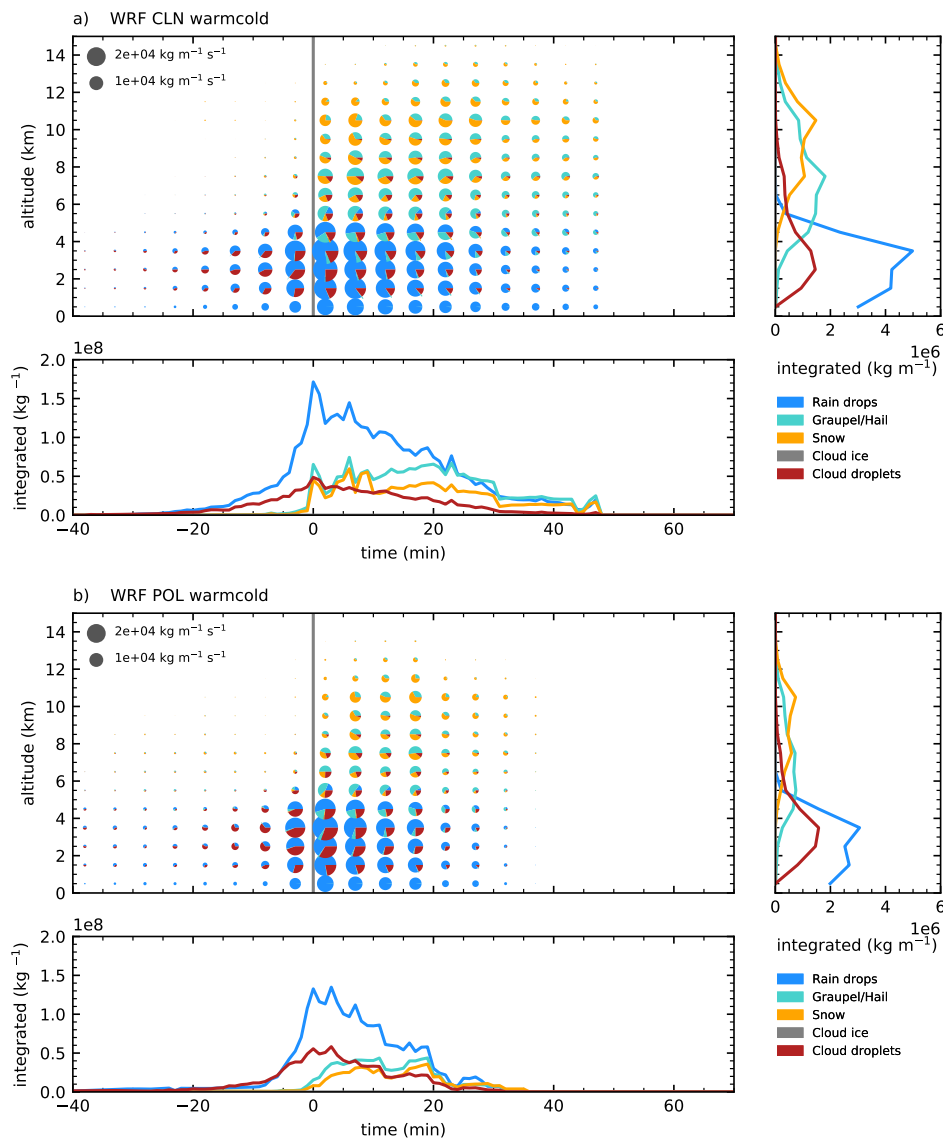 a) WRF CLN warmcold
2e+04 kg m⁻¹ s⁻¹
1e+04 kg m⁻¹ s⁻¹
altitude (km)
14
12
10
8
6
4
2
0
0 2 4 6
1e6
integrated (kg m⁻¹)
Rain drops
Graupel/Hail
Snow
Cloud ice
Cloud droplets
1e8
integrated (kg ⁻¹)
2.0
1.5
1.0
0.5
0.0
−40 −20 0 20 40 60
time (min)
b) WRF POL warmcold
2e+04 kg m⁻¹ s⁻¹
1e+04 kg m⁻¹ s⁻¹
altitude (km)
14
12
10
8
6
4
2
0
0 2 4 6
1e6
integrated (kg m⁻¹)
Rain drops
Graupel/Hail
Snow
Cloud ice
Cloud droplets
1e8
integrated (kg ⁻¹)
2.0
1.5
1.0
0.5
0.0
−40 −20 0 20 40 60
time (min)